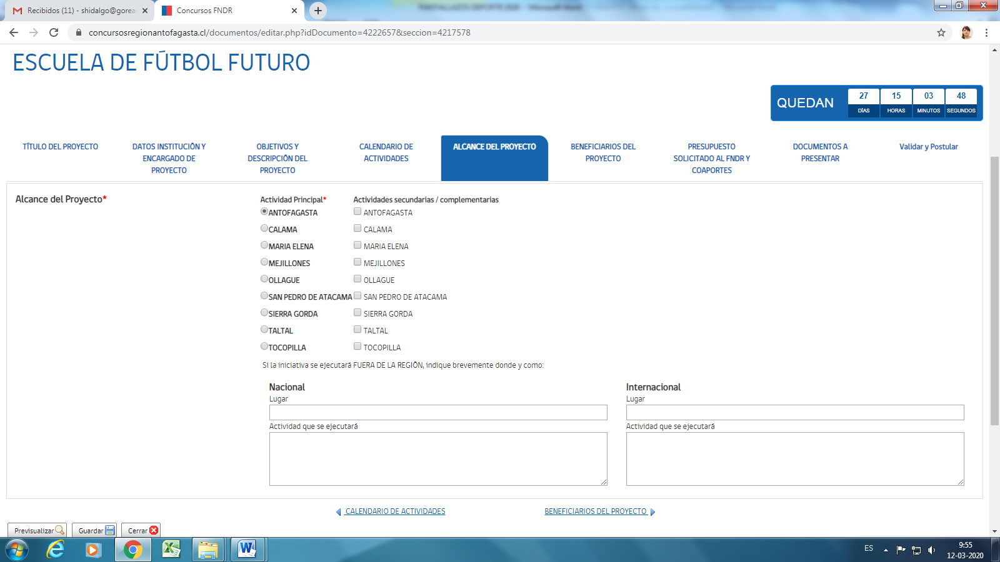 Recibidos (11) - shidalgo@gorea
Concursos FNDR
concursosregionantofagasta.cl/documentos/editar.php?idDocumento=4222657&seccion=4217578
ESCUELA DE FÚTBOL FUTURO
QUEDAN
27 15 03 48
DÍAS HORAS MINUTOS SEGUNDOS
TÍTULO DEL PROYECTO
DATOS INSTITUCIÓN Y
ENCARGADO DE
PROYECTO
OBJETIVOS Y
DESCRIPCIÓN DEL
PROYECTO
CALENDARIO DE
ACTIVIDADES
ALCANCE DEL PROYECTO
BENEFICIARIOS DEL
PROYECTO
PRESUPUESTO
SOLICITADO AL FNDR Y
COAPORTES
DOCUMENTOS A
PRESENTAR
Validar y Postular
Alcance del Proyecto*
Actividad Principal* Actividades secundarias / complementarias
ANTOFAGASTA ANTOFAGASTA
CALAMA CALAMA
MARIA ELENA MARIA ELENA
MEJILLONES MEJILLONES
OLLAGUE OLLAGUE
SAN PEDRO DE ATACAMA SAN PEDRO DE ATACAMA
SIERRA GORDA SIERRA GORDA
TALTAL TALTAL
TOCOPILLA TOCOPILLA
Si la iniciativa se ejecutará FUERA DE LA REGIÓN, indique brevemente donde y como:
Nacional
Lugar
Actividad que se ejecutará
Internacional
Lugar
Actividad que se ejecutará
CALENDARIO DE ACTIVIDADES
BENEFICIARIOS DEL PROYECTO
Previsualizar Guardar Cerrar
ES
9:55
12-03-2020